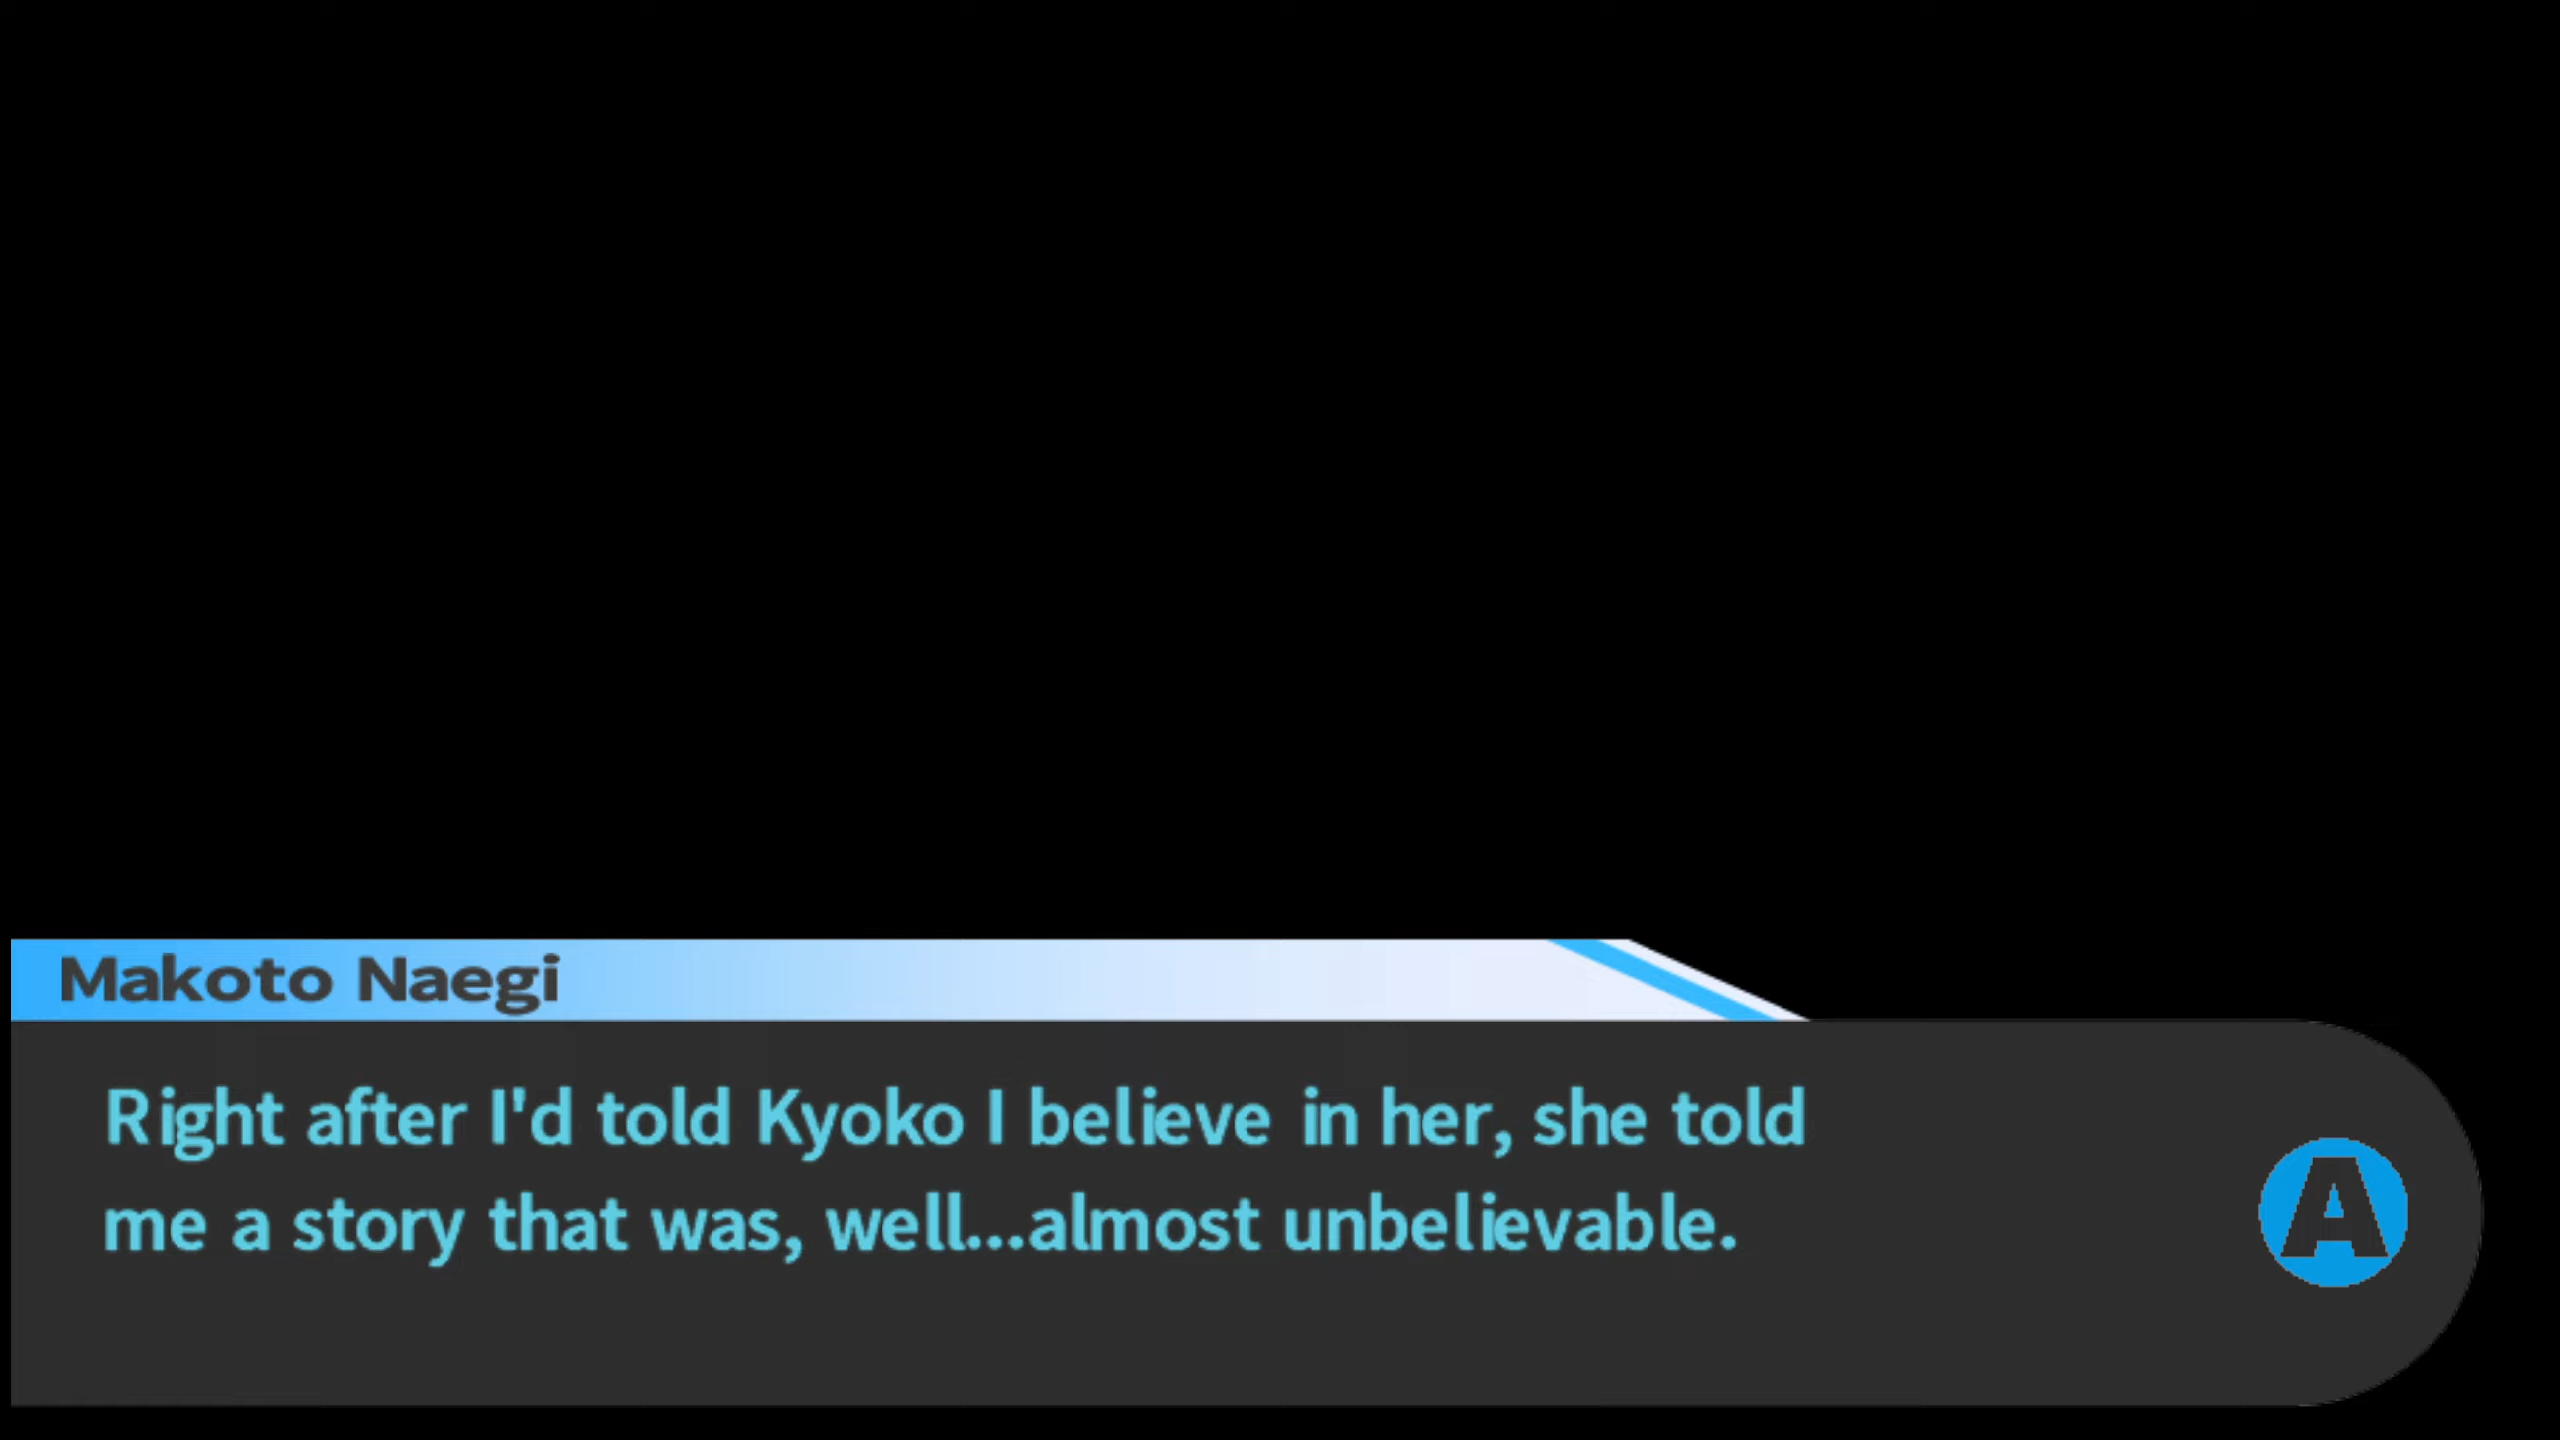 Makoto Naegi
Right after I'd told Kyoko I believe in her, she told
me a story that was, well...almost unbelievable.
A